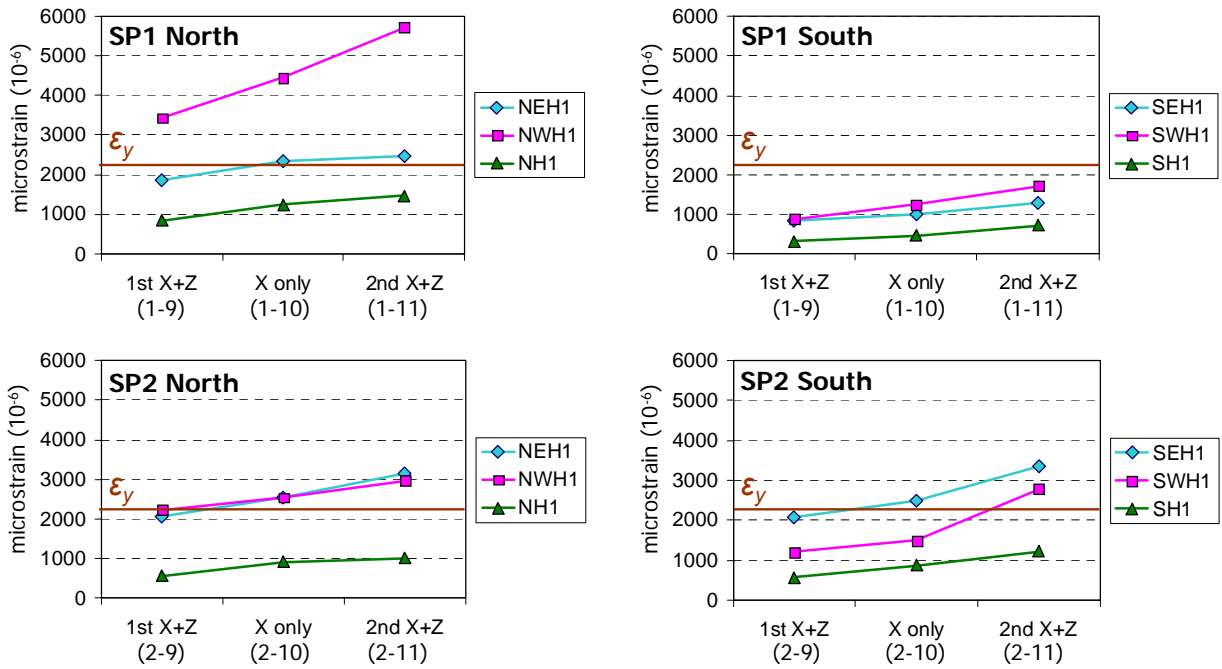 SP1 North
microstrain (10-6)
6000
5000
4000
3000
2000
1000
0
εy
NEH1
NWH1
NH1
1st X+Z
(1-9)
X only
(1-10)
2nd X+Z
(1-11)
SP1 South
microstrain (10-6)
6000
5000
4000
3000
2000
1000
0
εy
SEH1
SWH1
SH1
1st X+Z
(1-9)
X only
(1-10)
2nd X+Z
(1-11)
SP2 North
microstrain (10-6)
6000
5000
4000
3000
2000
1000
0
εy
NEH1
NWH1
NH1
1st X+Z
(2-9)
X only
(2-10)
2nd X+Z
(2-11)
SP2 South
microstrain (10-6)
6000
5000
4000
3000
2000
1000
0
εy
SEH1
SWH1
SH1
1st X+Z
(2-9)
X only
(2-10)
2nd X+Z
(2-11)